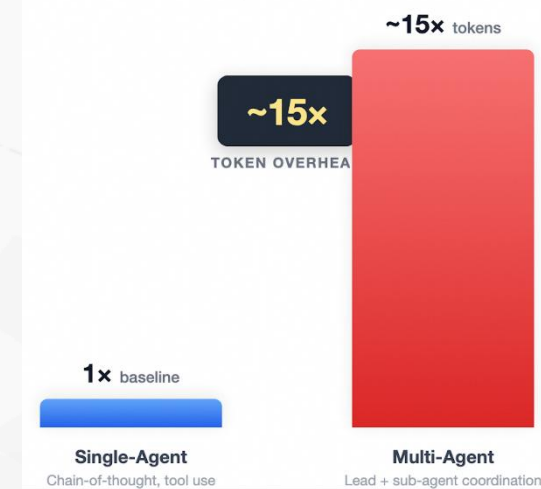 ~15× tokens
~15×
TOKEN OVERHEA
1× baseline
Single-Agent
Chain-of-thought, tool use
Multi-Agent
Lead + sub-agent coordination